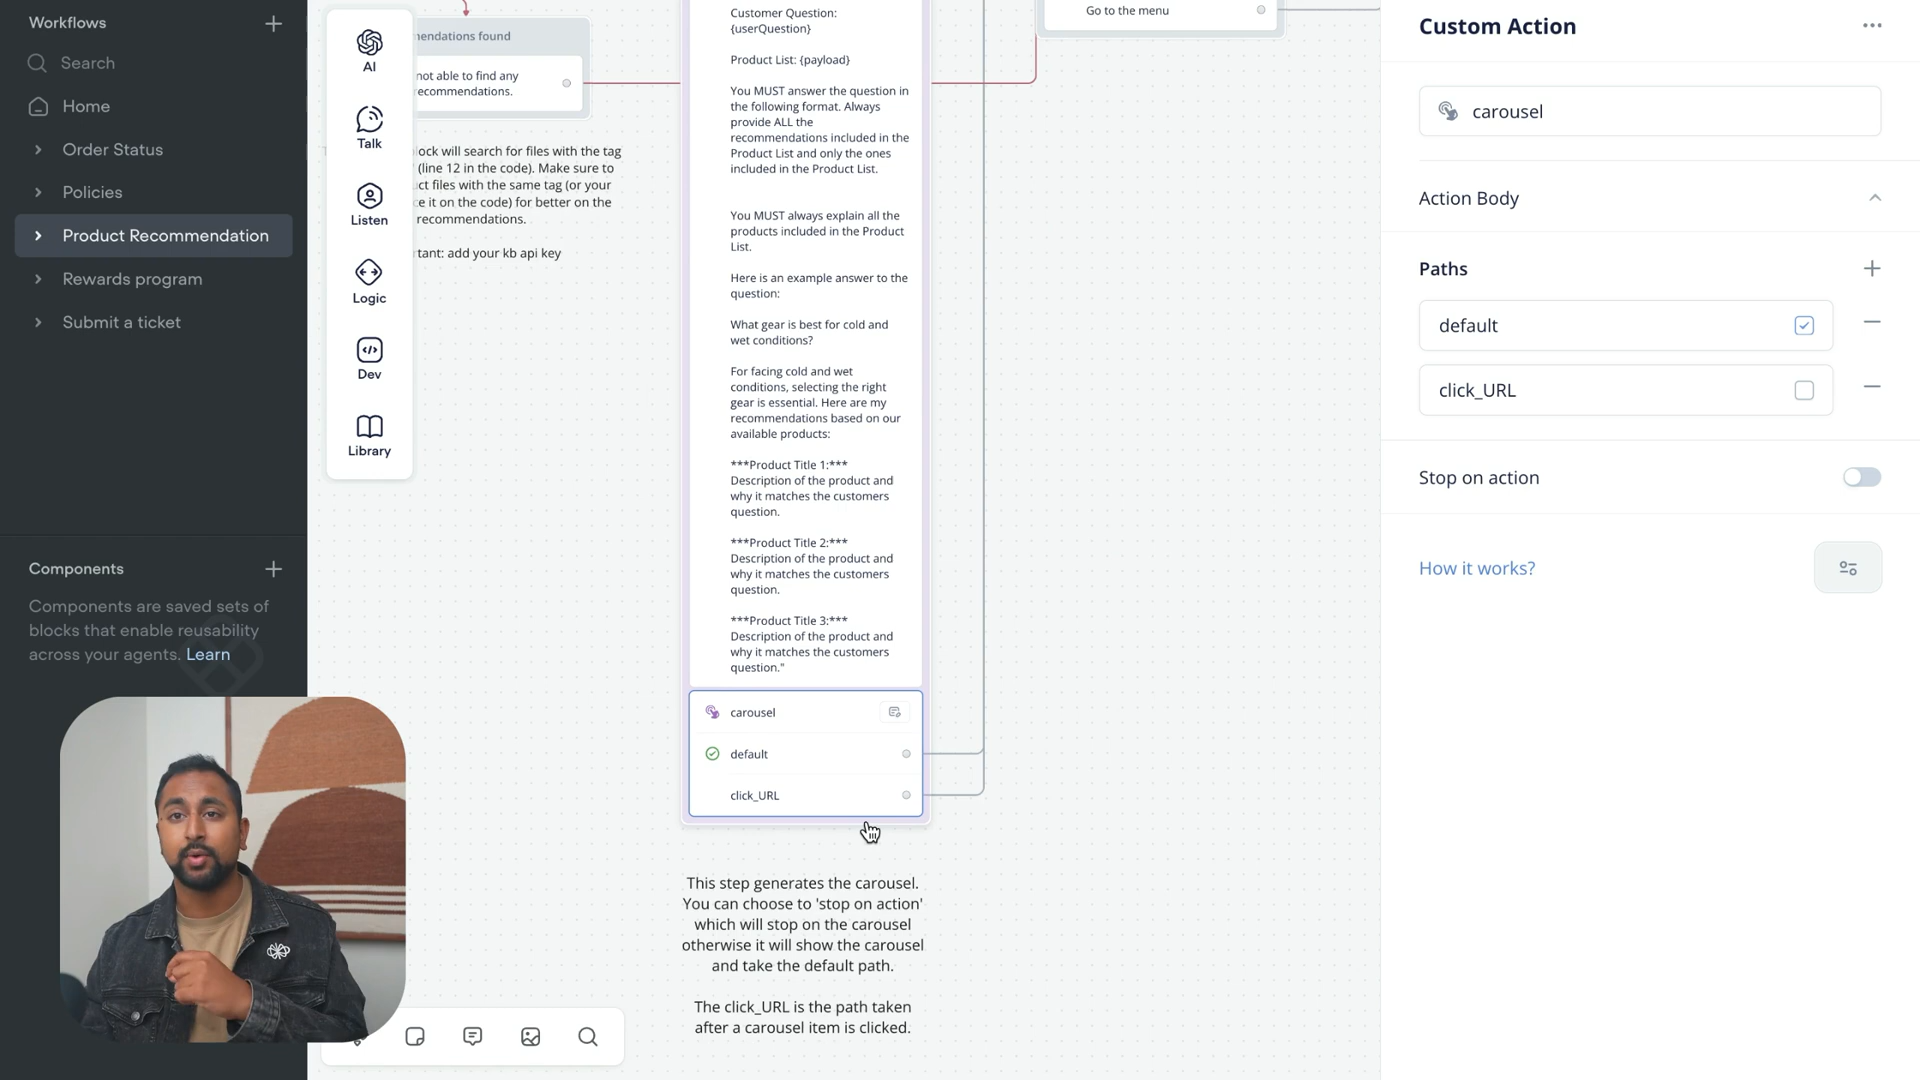 Workflows
Search
Home
Order Status
Policies
Product Recommendation
Rewards program
Submit a ticket
Components
Components are saved sets of
blocks that enable reusability
across your agents. Learn
AI
Talk
Listen
Logic
Dev
Library
endations found
not able to find any
ecommendations.
lock will search for files with the tag
(line 12 in the code). Make sure to
ct files with the same tag (or your
e it on the code) for better on the
recommendations.
tant: add your kb api key
Customer Question:
{userQuestion}
Product List: {payload}
You MUST answer the question in
the following format. Always
provide ALL the
recommendations included in the
Product List and only the ones
included in the Product List.
You MUST always explain all the
products included in the Product
List.
Here is an example answer to the
question:
What gear is best for cold and
wet conditions?
For facing cold and wet
conditions, selecting the right
gear is essential. Here are my
recommendations based on our
available products:
***Product Title 1:***
Description of the product and
why it matches the customers
question.
***Product Title 2:***
Description of the product and
why it matches the customers
question.
***Product Title 3:***
Description of the product and
why it matches the customers
question."
carousel
default
click_URL
This step generates the carousel.
You can choose to 'stop on action'
which will stop on the carousel
otherwise it will show the carousel
and take the default path.
The click_URL is the path taken
after a carousel item is clicked.
Go to the menu
Custom Action
carousel
Action Body
Paths
default
click_URL
Stop on action
How it works?